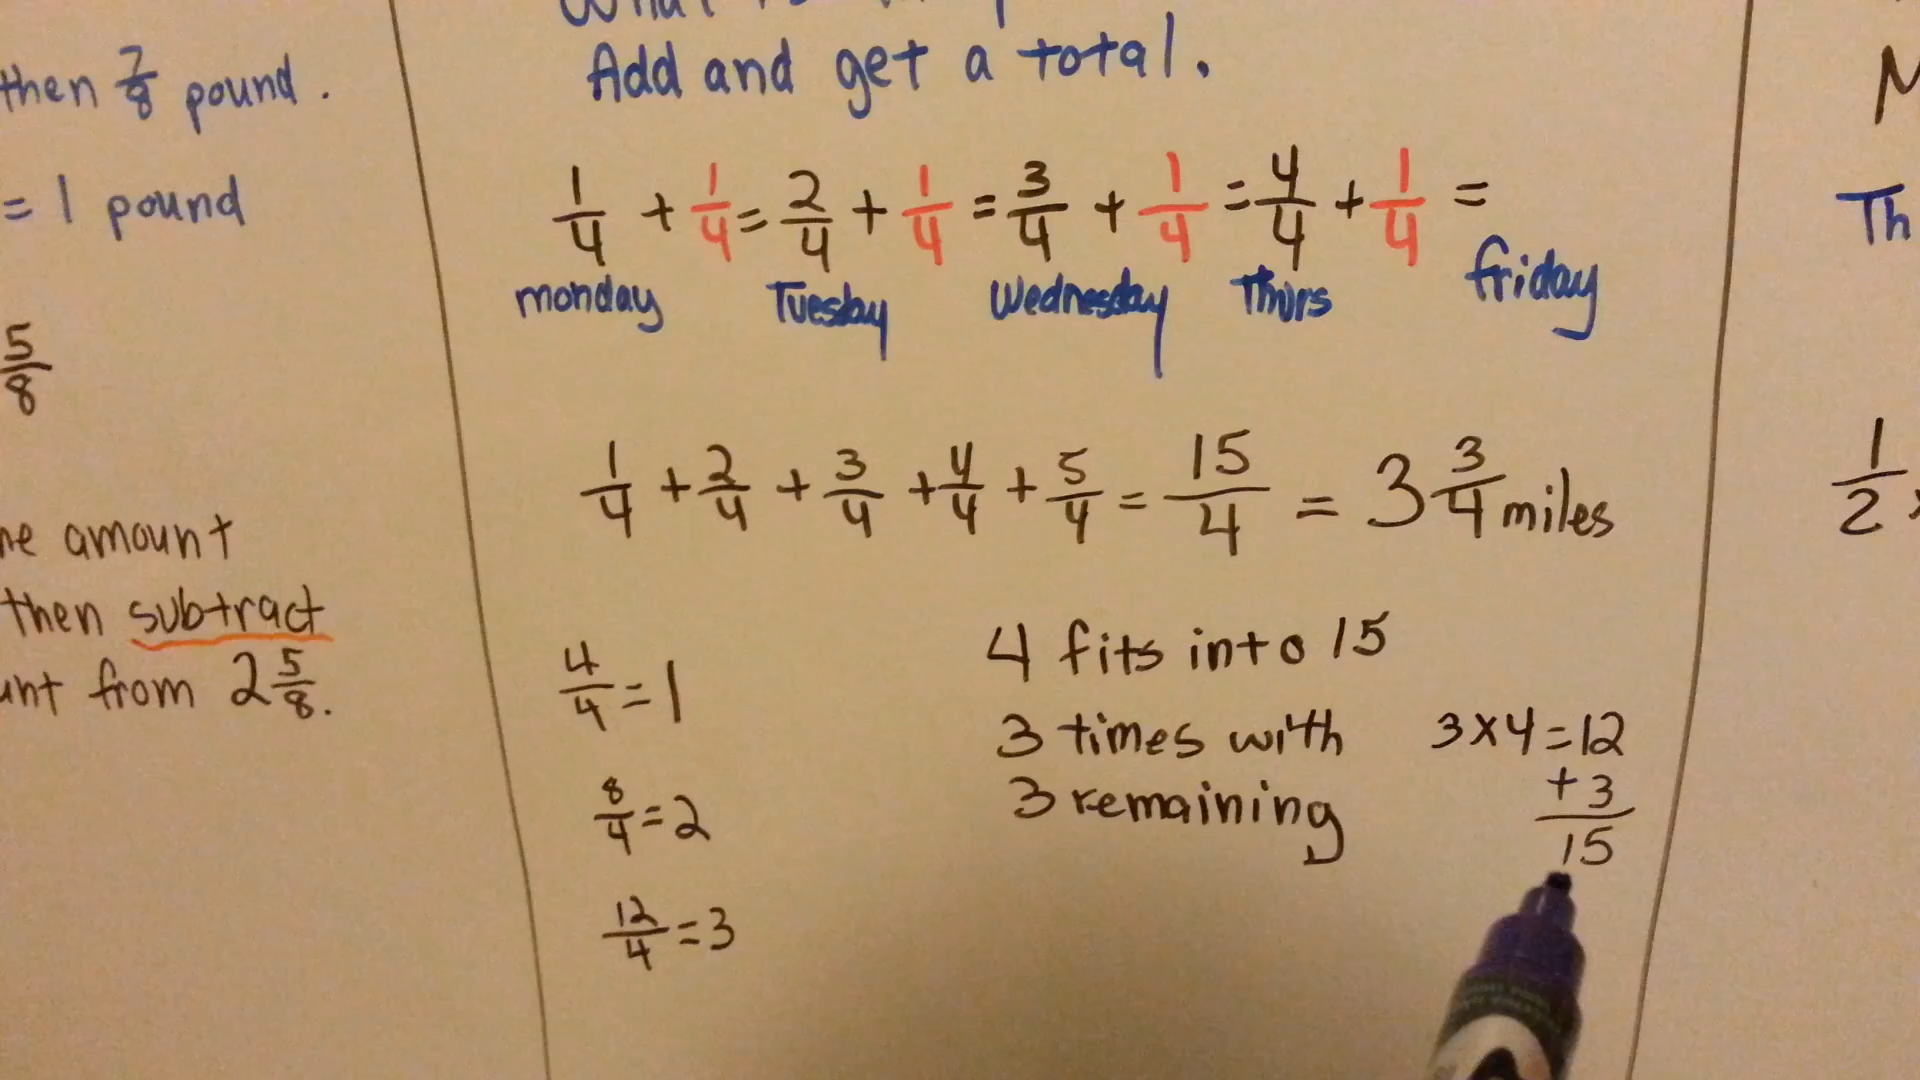 then 7/8 pound.
= 1 pound
5/8
amount
then subtract
from 2 5/8.
Add and get a total.
1/4 + 1/4 = 2/4 + 1/4 = 3/4 + 1/4 = 4/4 + 1/4 =
monday Tuesday Wednesday Thurs friday
1/4 + 2/4 + 3/4 + 4/4 + 5/4 = 15/4 = 3 3/4 miles
4/4 = 1
8/4 = 2
12/4 = 3
4 fits into 15
3 times with
3 remaining
3 x 4 = 12
+ 3
15
M
Th
1/2